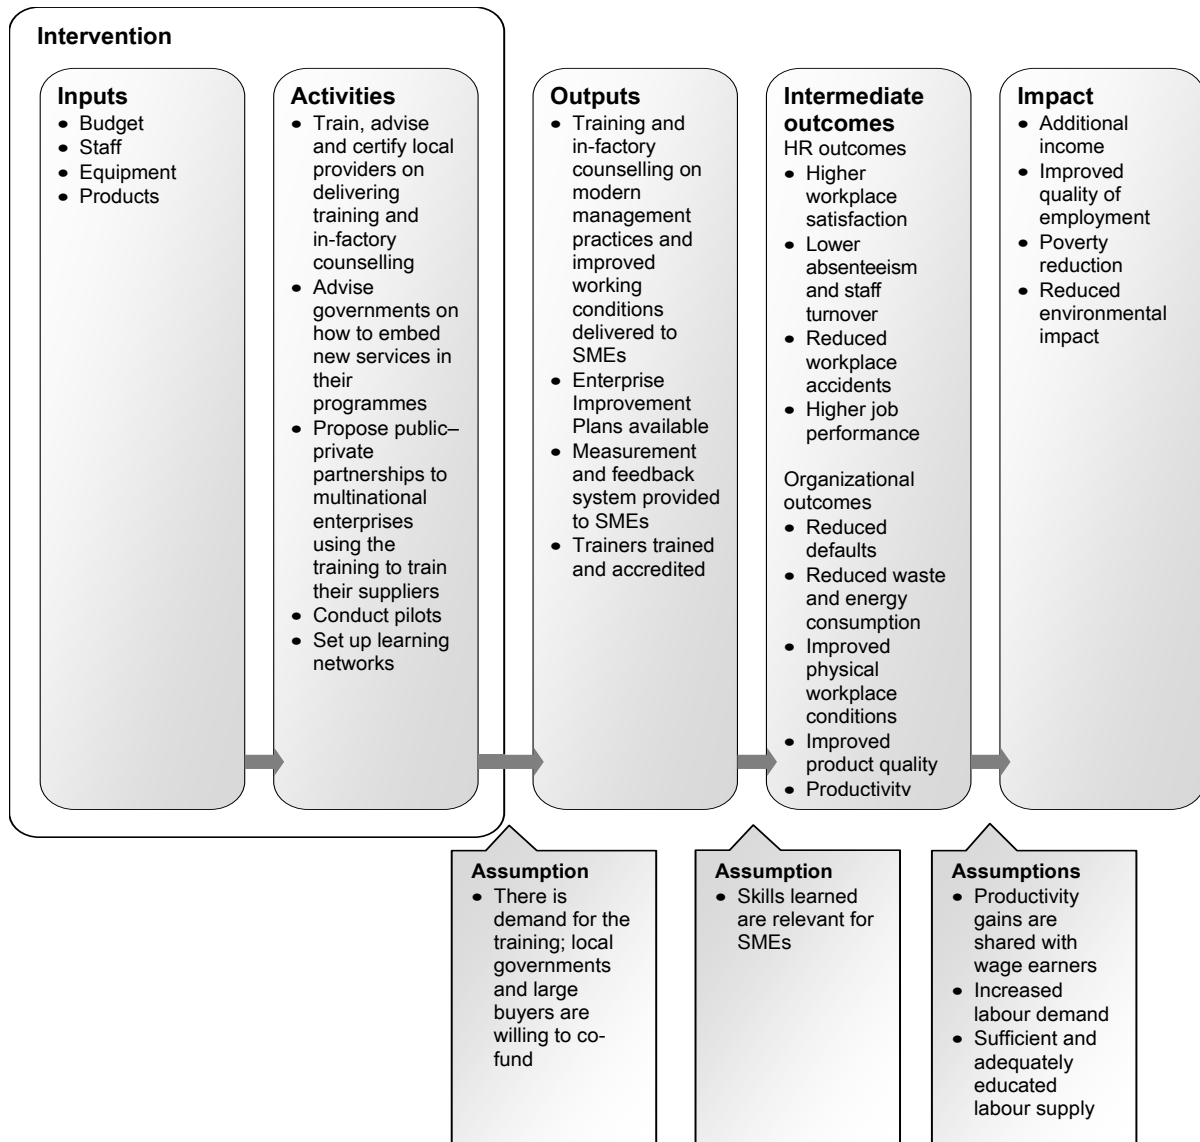 Intervention
Inputs
• Budget
• Staff
• Equipment
• Products
Activities
• Train, advise
and certify local
providers on
delivering
training and
in-factory
counselling
• Advise
governments on
how to embed
new services in
their
programmes
• Propose public–
private
partnerships to
multinational
enterprises
using the
training to train
their suppliers
• Conduct pilots
• Set up learning
networks
Outputs
• Training and
in-factory
counselling on
modern
management
practices and
improved
working
conditions
delivered to
SMEs
• Enterprise
Improvement
Plans available
• Measurement
and feedback
system provided
to SMEs
• Trainers trained
and accredited
Intermediate
outcomes
HR outcomes
• Higher
workplace
satisfaction
• Lower
absenteeism
and staff
turnover
• Reduced
workplace
accidents
• Higher job
performance
Organizational
outcomes
• Reduced
defaults
• Reduced waste
and energy
consumption
• Improved
physical
workplace
conditions
• Improved
product quality
• Productivity
Impact
• Additional
income
• Improved
quality of
employment
• Poverty
reduction
• Reduced
environmental
impact
Assumption
• There is
demand for the
training; local
governments
and large
buyers are
willing to co-
fund
Assumption
• Skills learned
are relevant for
SMEs
Assumptions
• Productivity
gains are
shared with
wage earners
• Increased
labour demand
• Sufficient and
adequately
educated
labour supply